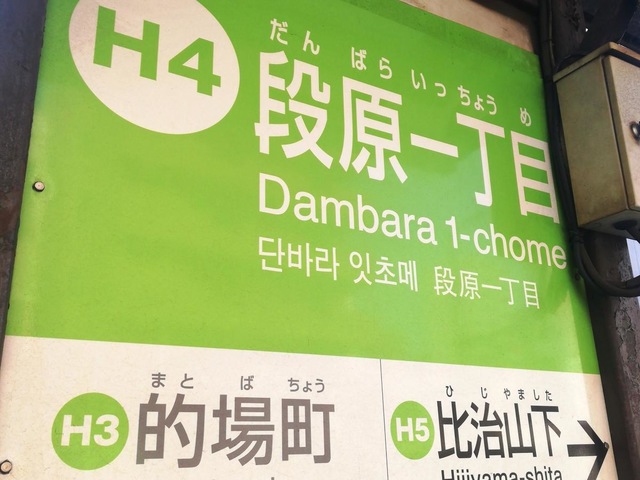 H4
だん ばら いっ ちょう め
段原一丁目
Dambara 1-chome
단바라 잇초메 段原一丁目
まと ば ちょう
H3 的場町
ひ じ やました
H5 比治山下
Hijiyama-shita